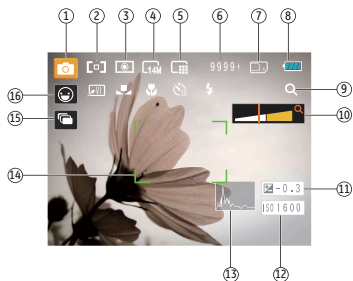 ① ② ③ ④ ⑤ ⑥ ⑦ ⑧
14M 9999+
⑯ ⑨
⑮ ⑩
⑭
-0.3 ⑪
ISO1600
⑬ ⑫